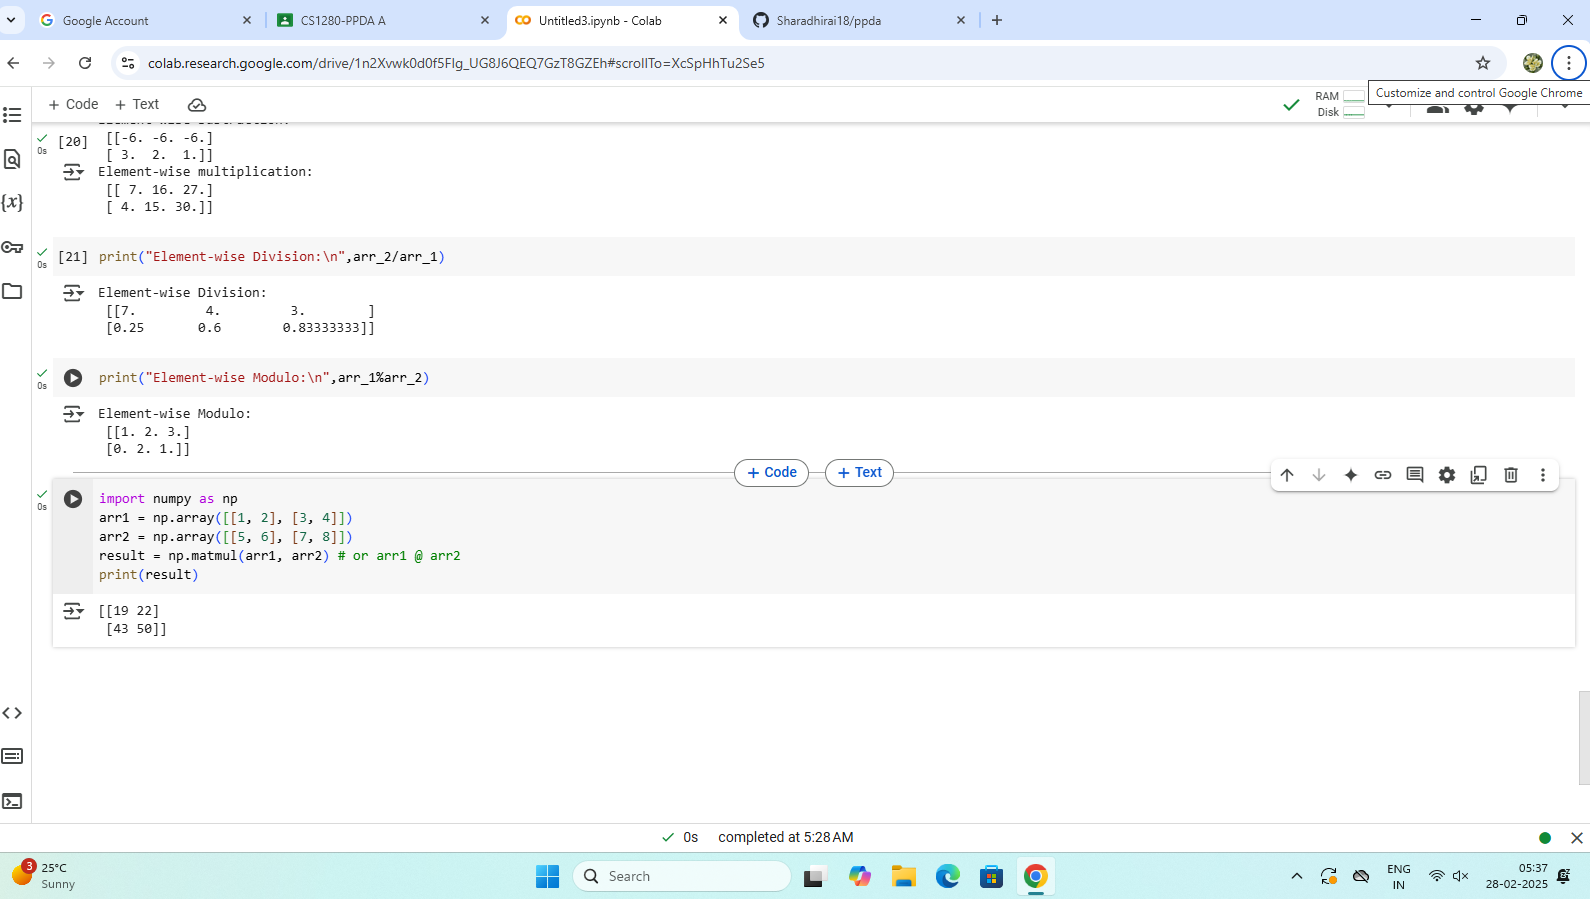 Google Account
CS1280-PPDA A
Untitled3.ipynb - Colab
Sharadhirai18/ppda
colab.research.google.com/drive/1n2Xvwk0d0f5FIg_UG8J6QEQ7GzT8GZEh#scrollTo=XcSpHhTu2Se5
Customize and control Google Chrome
+ Code + Text
RAM
Disk
[20] [[-6. -6. -6.]
0s
[ 3. 2. 1.]]
Element-wise multiplication:
[[ 7. 16. 27.]
[ 4. 15. 30.]]
[21] print("Element-wise Division:\n",arr_2/arr_1)
0s
Element-wise Division:
[[7. 4. 3. ]
[0.25 0.6 0.83333333]]
print("Element-wise Modulo:\n",arr_1%arr_2)
0s
Element-wise Modulo:
[[1. 2. 3.]
[0. 2. 1.]]
+ Code + Text
import numpy as np
0s
arr1 = np.array([[1, 2], [3, 4]])
arr2 = np.array([[5, 6], [7, 8]])
result = np.matmul(arr1, arr2) # or arr1 @ arr2
print(result)
[[19 22]
[43 50]]
0s completed at 5:28 AM
3
25°C
Sunny
Search
ENG
IN
05:37
28-02-2025